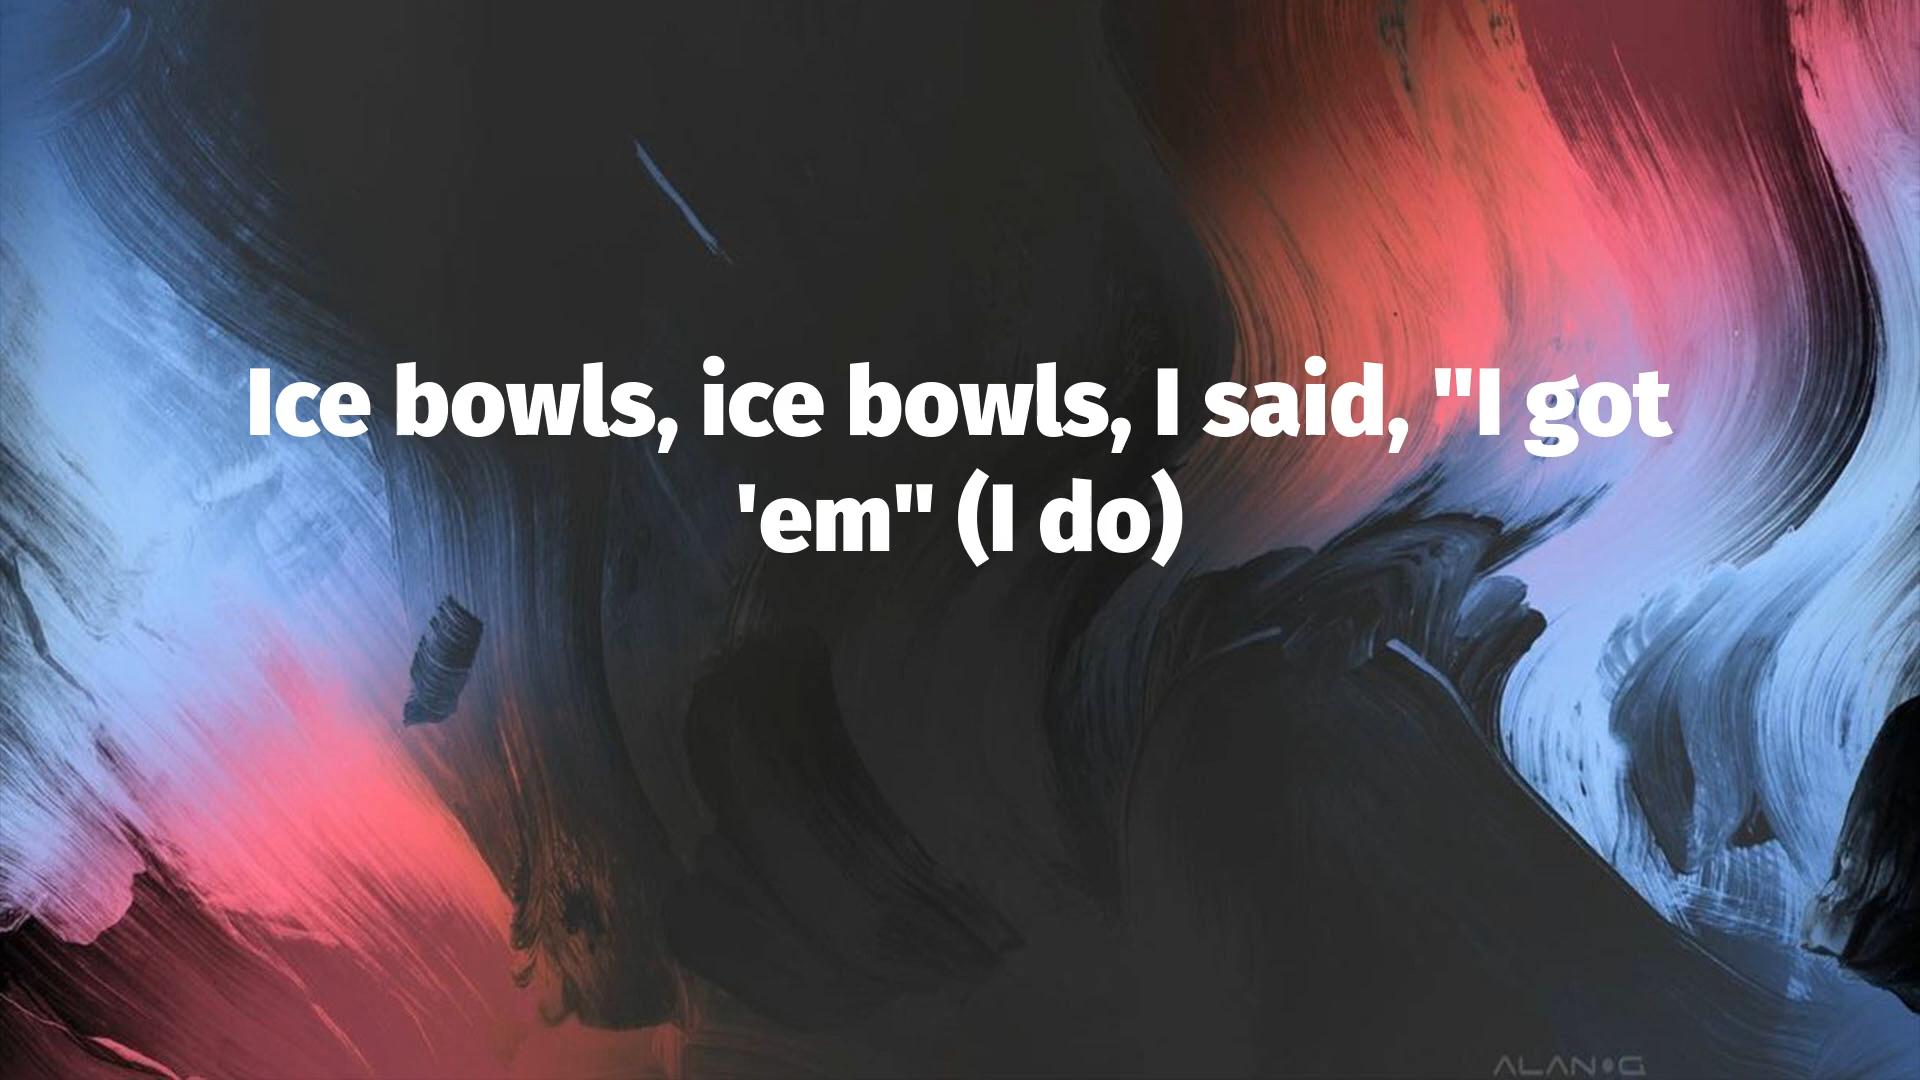 Ice bowls, ice bowls, I said, "I got
'em" (I do)
ALAN•G